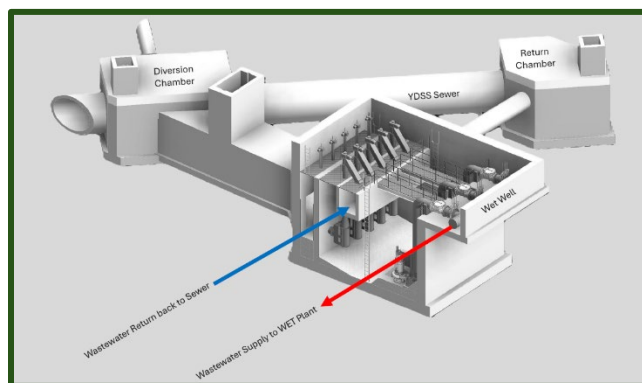 Diversion
Chamber
Return
Chamber
YDSS Sewer
Wet Well
Wastewater Return back to Sewer
Wastewater Supply to WET Plant